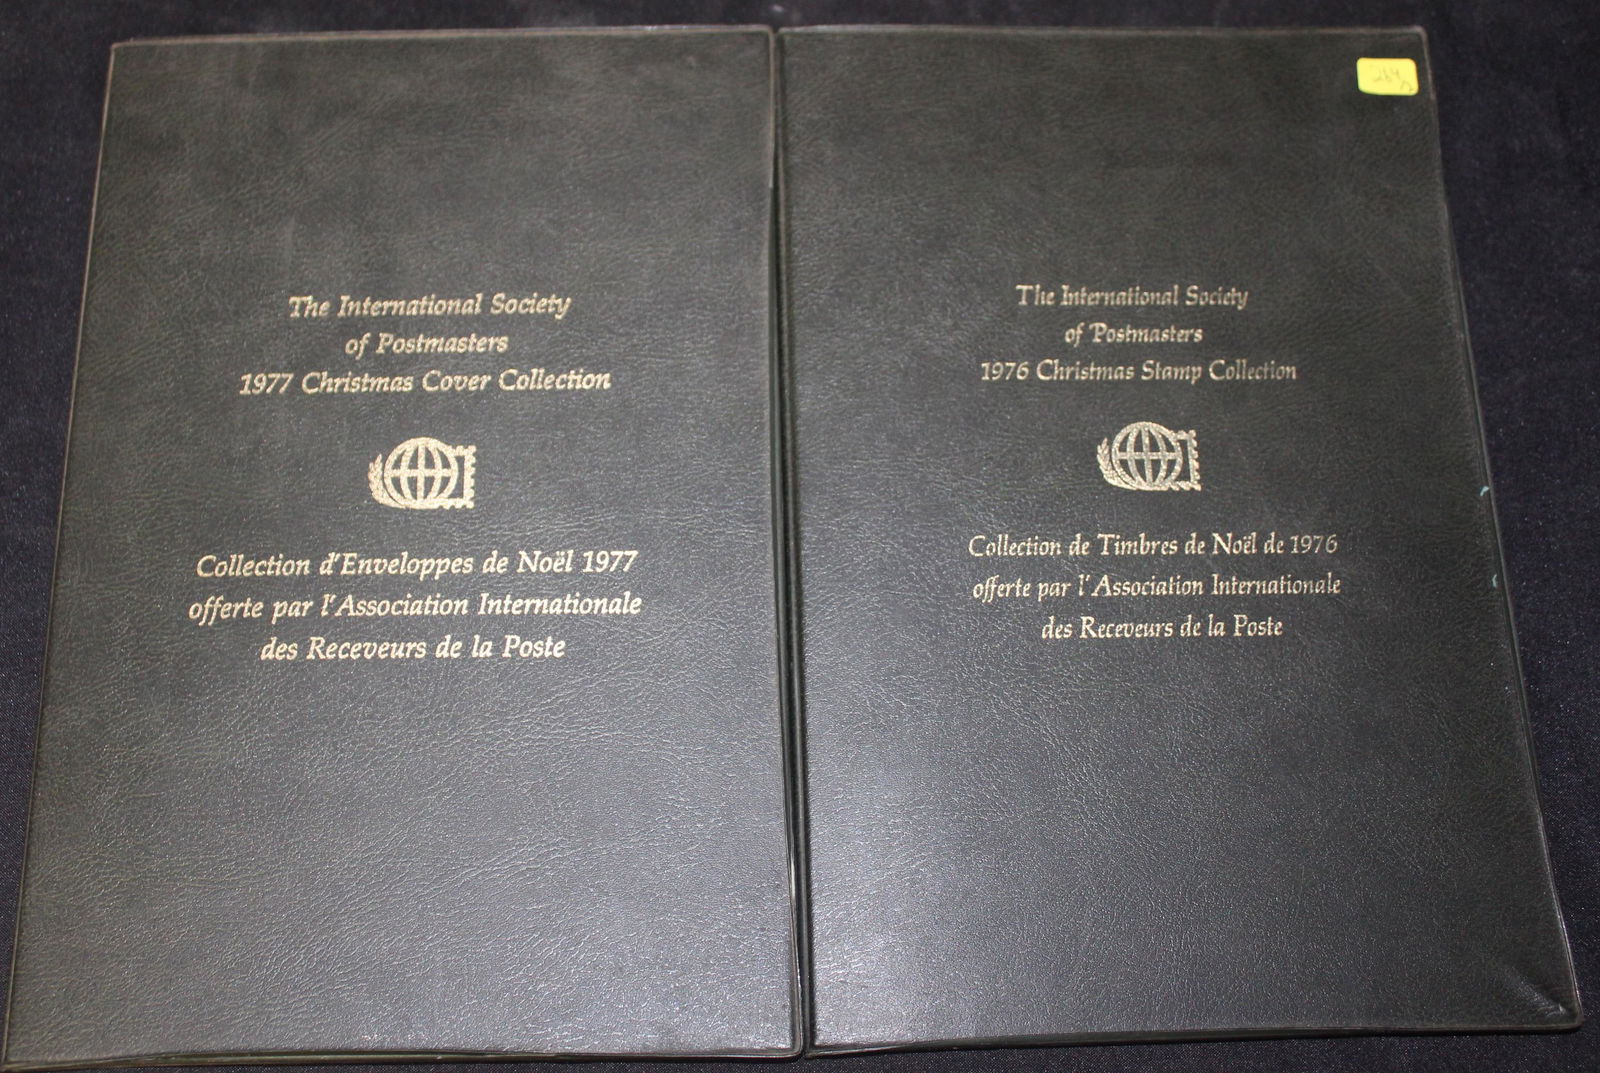 The International Society
of Postmasters
1977 Christmas Cover Collection
Collection d'Enveloppes de Noël 1977
offerte par l'Association Internationale
des Receveurs de la Poste
The International Society
of Postmasters
1976 Christmas Stamp Collection
Collection de Timbres de Noël de 1976
offerte par l'Association Internationale
des Receveurs de la Poste